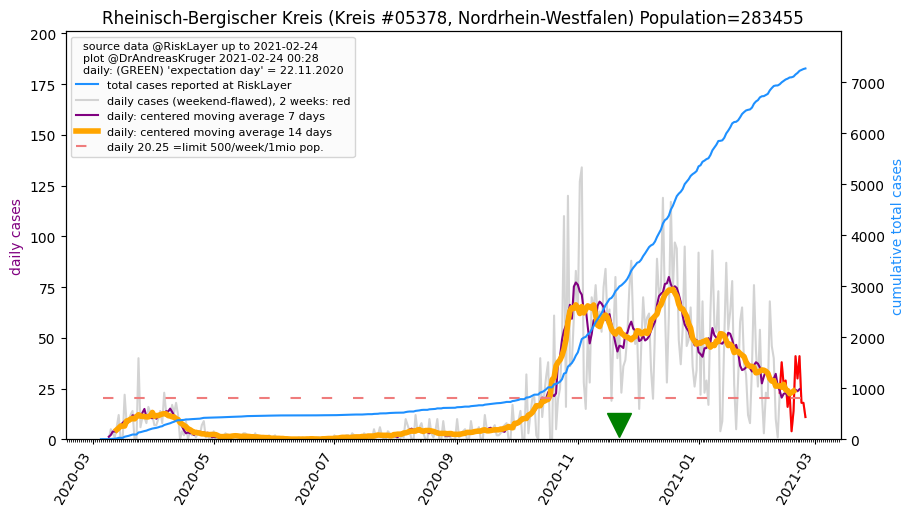 Rheinisch-Bergischer Kreis (Kreis #05378, Nordrhein-Westfalen) Population=283455
source data @RiskLayer up to 2021-02-24
plot @DrAndreasKruger 2021-02-24 00:28
daily: (GREEN) 'expectation day' = 22.11.2020
total cases reported at RiskLayer
daily cases (weekend-flawed), 2 weeks: red
daily: centered moving average 7 days
daily: centered moving average 14 days
daily 20.25 =limit 500/week/1mio pop.
daily cases
200
175
150
125
100
75
50
25
0
7000
6000
5000
4000
3000
2000
1000
0
cumulative total cases
2020-03
2020-05
2020-07
2020-09
2020-11
2021-01
2021-03